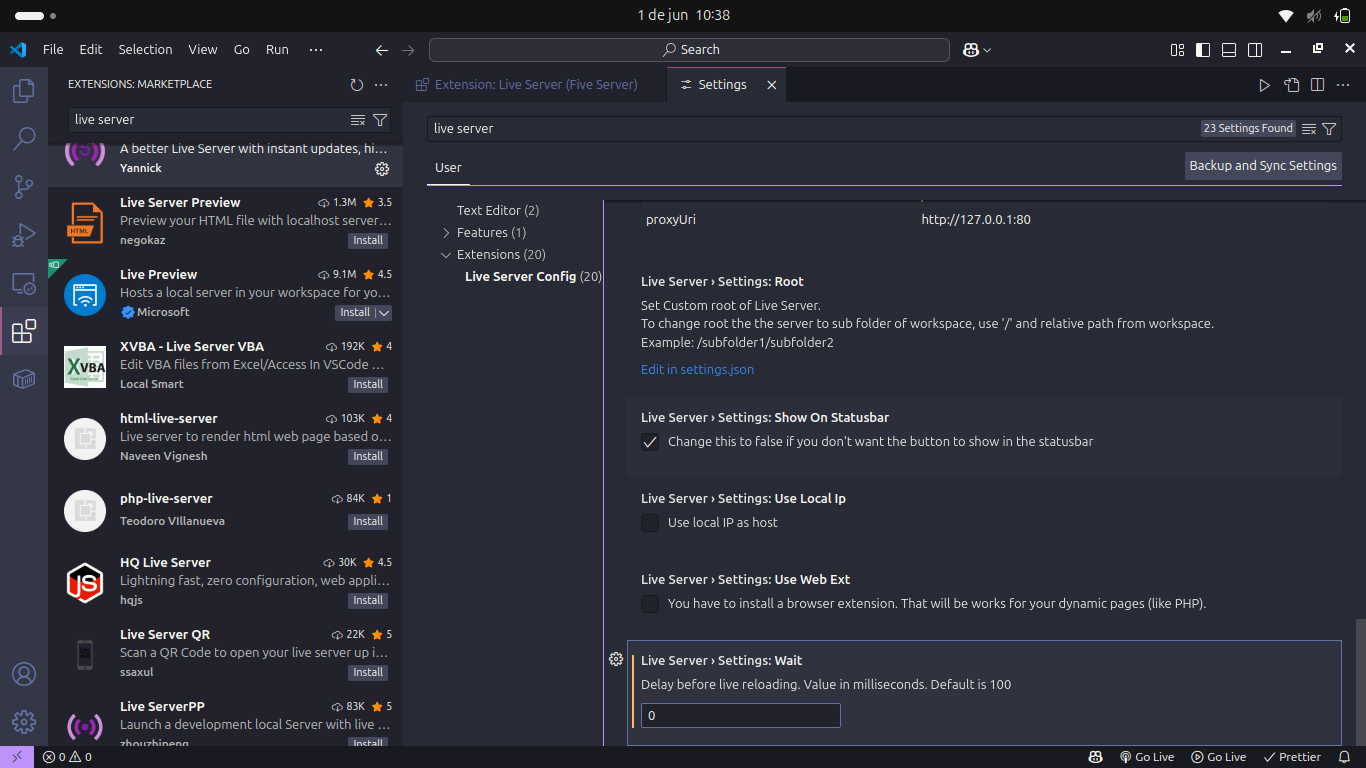 1 de jun 10:38
File Edit Selection View Go Run ···
Search
EXTENSIONS: MARKETPLACE
live server
A better Live Server with instant updates, hi…
Yannick
Live Server Preview 1.3M 3.5
Preview your HTML file with localhost server…
negokaz Install
Live Preview 9.1M 4.5
Hosts a local server in your workspace for yo…
Microsoft Install
XVBA - Live Server VBA 192K 4
Edit VBA files from Excel/Access In VSCode …
Local Smart Install
html-live-server 103K 4
Live server to render html web page based o…
Naveen Vignesh Install
php-live-server 84K 1
Teodoro VIllanueva Install
HQ Live Server 30K 4.5
Lightning fast, zero configuration, web appli…
hqjs Install
Live Server QR 22K 5
Scan a QR Code to open your live server up i…
ssaxul Install
Live ServerPP 83K 5
Launch a development local Server with live …
zhouzhipeng Install
Extension: Live Server (Five Server) Settings
live server 23 Settings Found
User Backup and Sync Settings
Text Editor (2)
Features (1)
Extensions (20)
Live Server Config (20)
proxyUri http://127.0.0.1:80
Live Server › Settings: Root
Set Custom root of Live Server.
To change root the the server to sub folder of workspace, use '/' and relative path from workspace.
Example: /subfolder1/subfolder2
Edit in settings.json
Live Server › Settings: Show On Statusbar
Change this to false if you don't want the button to show in the statusbar
Live Server › Settings: Use Local Ip
Use local IP as host
Live Server › Settings: Use Web Ext
You have to install a browser extension. That will be works for your dynamic pages (like PHP).
Live Server › Settings: Wait
Delay before live reloading. Value in milliseconds. Default is 100
0
0 0 Go Live Go Live Prettier